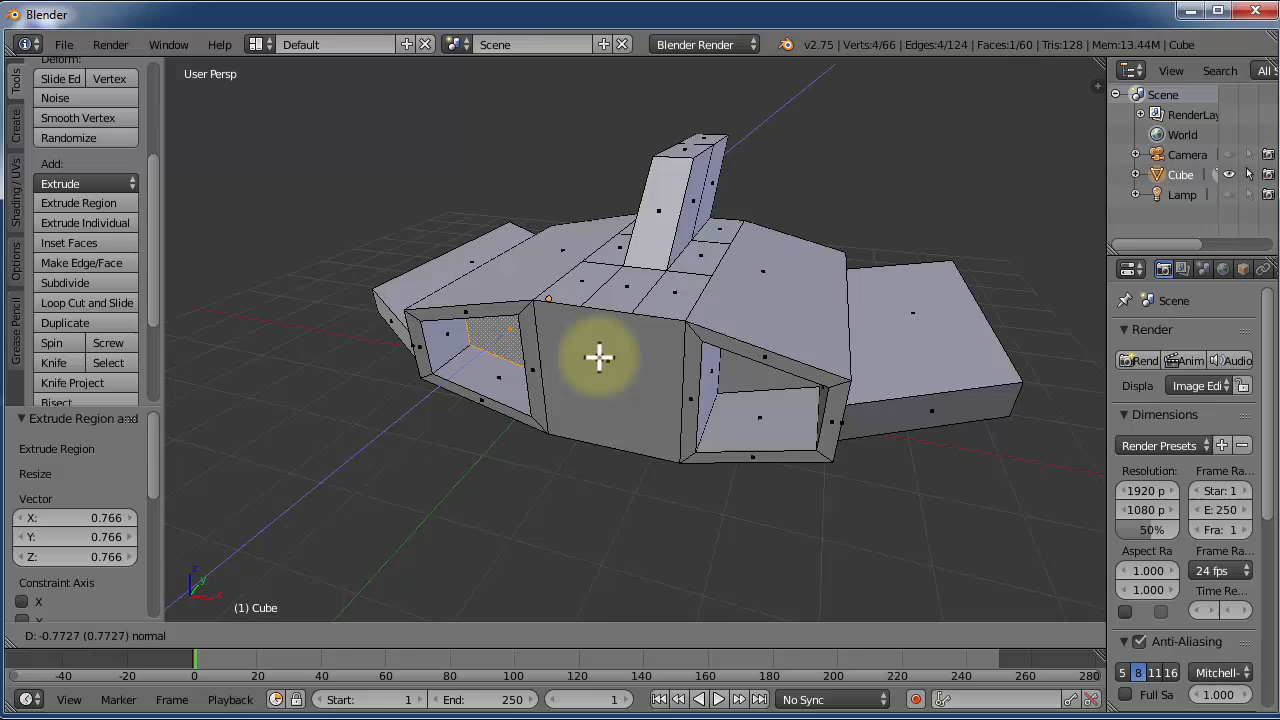 Blender
File Render Window Help Default Scene Blender Render v2.75 | Verts:4/66 | Edges:4/124 | Faces:1/60 | Tris:128 | Mem:13.44M | Cube
Tools
Create
Shading / UVs
Options
Grease Pencil
Deform:
Slide Ed Vertex
Noise
Smooth Vertex
Randomize
Add:
Extrude
Extrude Region
Extrude Individual
Inset Faces
Make Edge/Face
Subdivide
Loop Cut and Slide
Duplicate
Spin Screw
Knife Select
Knife Project
Bisect
Extrude Region and
Extrude Region
Resize
Vector
X: 0.766
Y: 0.766
Z: 0.766
Constraint Axis
X
User Persp
z
y
x
(1) Cube
D: -0.7727 (0.7727) normal
View Search All S
Scene
RenderLay
World
Camera
Cube
Lamp
Scene
Render
Rend Anim Audio
Displa Image Edi
Dimensions
Render Presets
Resolution: Frame Ra...
1920 p Star: 1
1080 p E: 250
50% Fra: 1
Aspect Ra Frame Ra...
1.000 24 fps
1.000 Time Re...
Anti-Aliasing
5 8 11 16 Mitchell-
Full Sa 1.000
-40 -20 0 20 40 60 80 100 120 140 160 180 200 220 240 260 280
View Marker Frame Playback Start: 1 End: 250 1 No Sync